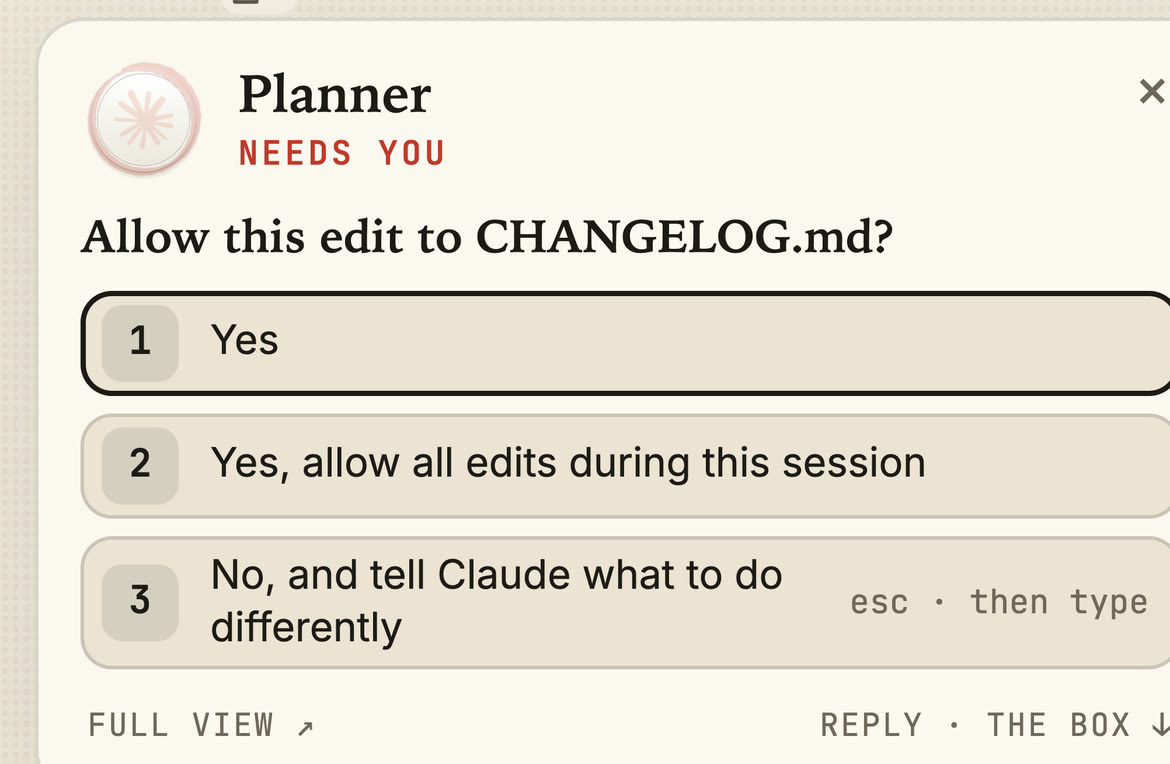 Planner
NEEDS YOU
Allow this edit to CHANGELOG.md?
1 Yes
2 Yes, allow all edits during this session
3 No, and tell Claude what to do
differently
esc · then type
FULL VIEW ↗
REPLY · THE BOX ↓